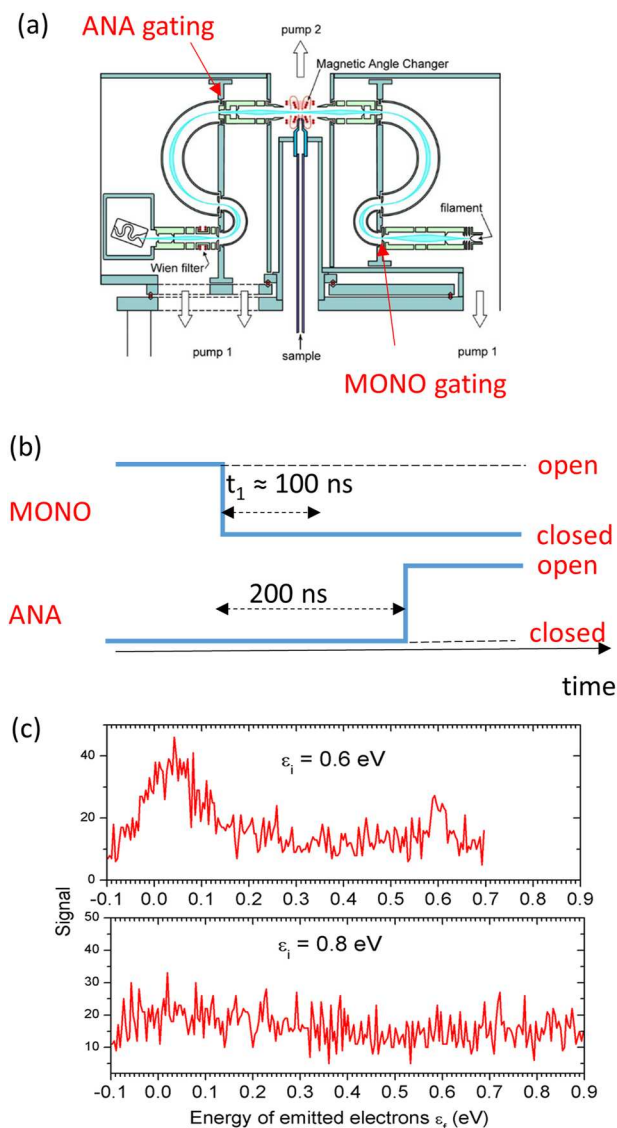 (a)
ANA gating
pump 2
Magnetic Angle Changer
filament
Wien filter
pump 1
sample
pump 1
MONO gating
(b)
open
t₁ ≈ 100 ns
MONO
closed
open
200 ns
ANA
closed
time
(c)
40
εᵢ = 0.6 eV
20
0
-0.1 0.0 0.1 0.2 0.3 0.4 0.5 0.6 0.7 0.8 0.9
Signal
50
εᵢ = 0.8 eV
40
30
20
10
-0.1 0.0 0.1 0.2 0.3 0.4 0.5 0.6 0.7 0.8 0.9
Energy of emitted electrons εf (eV)